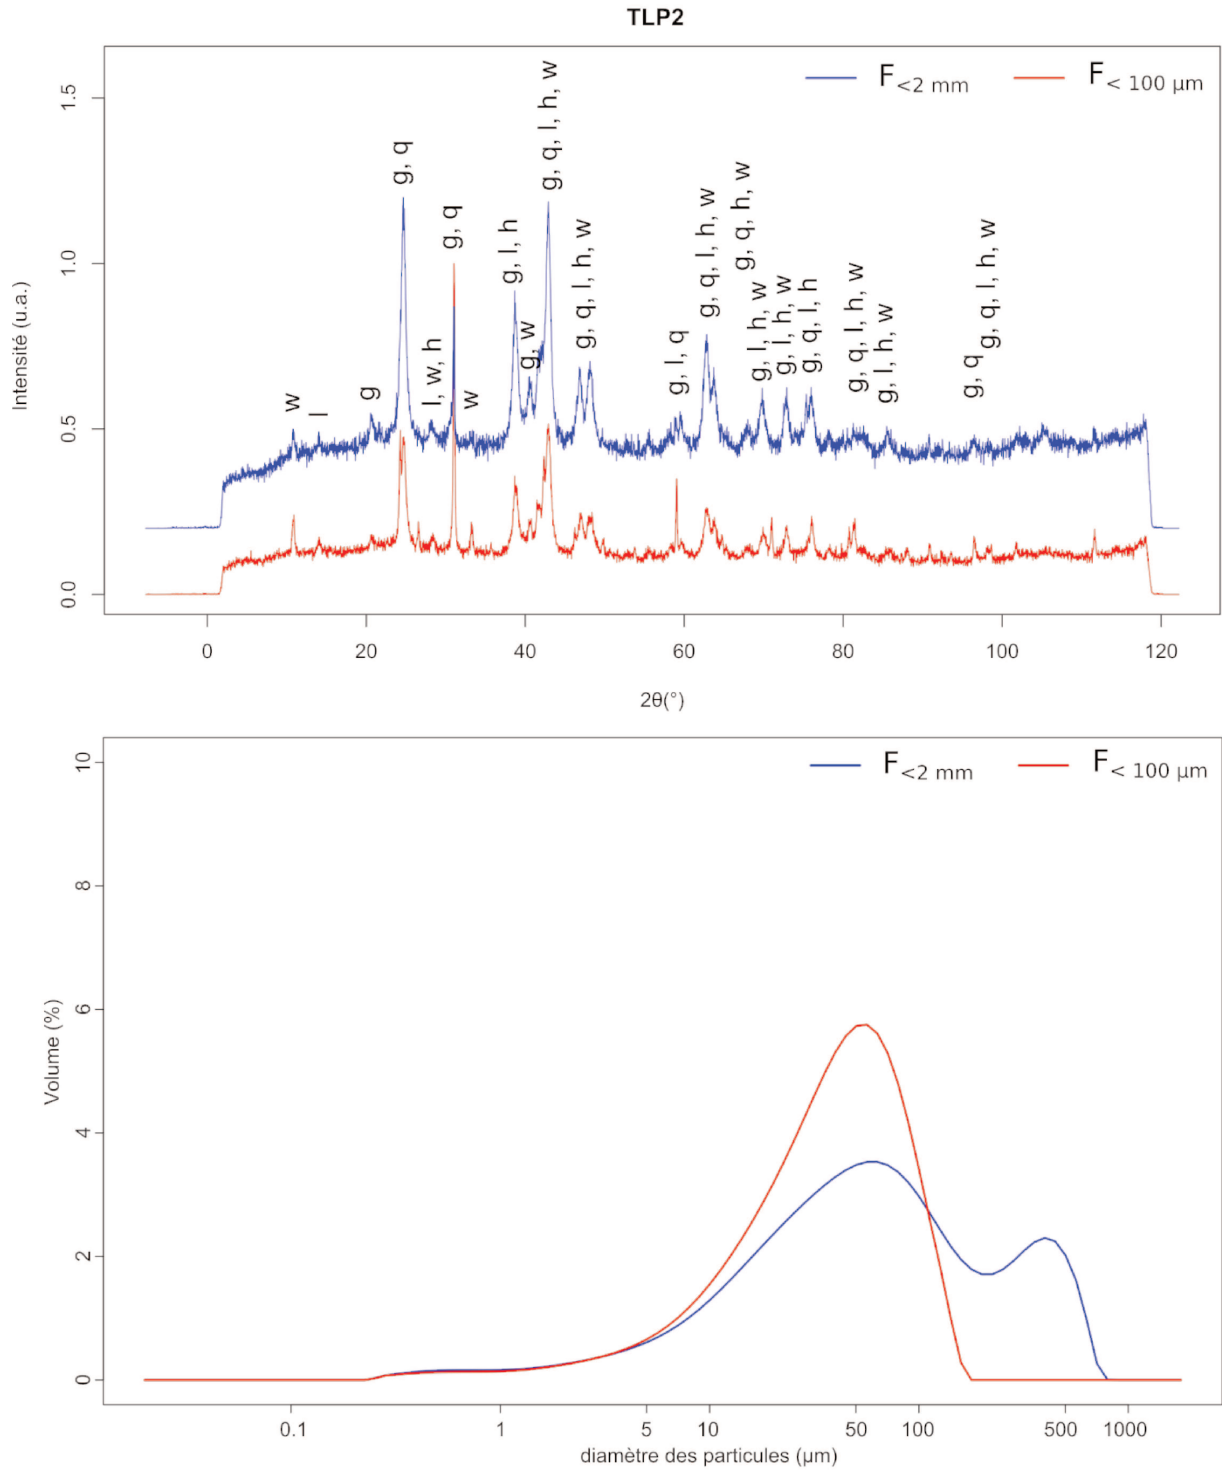 TLP2
F<2 mm
F< 100 µm
Intensité (u.a.)
1.5
1.0
0.5
0.0
w
l
g
g, q
l, w, h
g, q
w
g, l, h
g, w
g, q, l, h, w
g, q, l, h, w
g, l, q
g, q, l, h, w
g, q, h, w
g, l, h, w
g, l, h, w
g, q, l, h
g, q, l, h, w
g, l, h, w
g, q
g, q, l, h, w
0 20 40 60 80 100 120
2θ(°)
F<2 mm
F< 100 µm
Volume (%)
10
8
6
4
2
0
0.1 1 5 10 50 100 500 1000
diamètre des particules (µm)